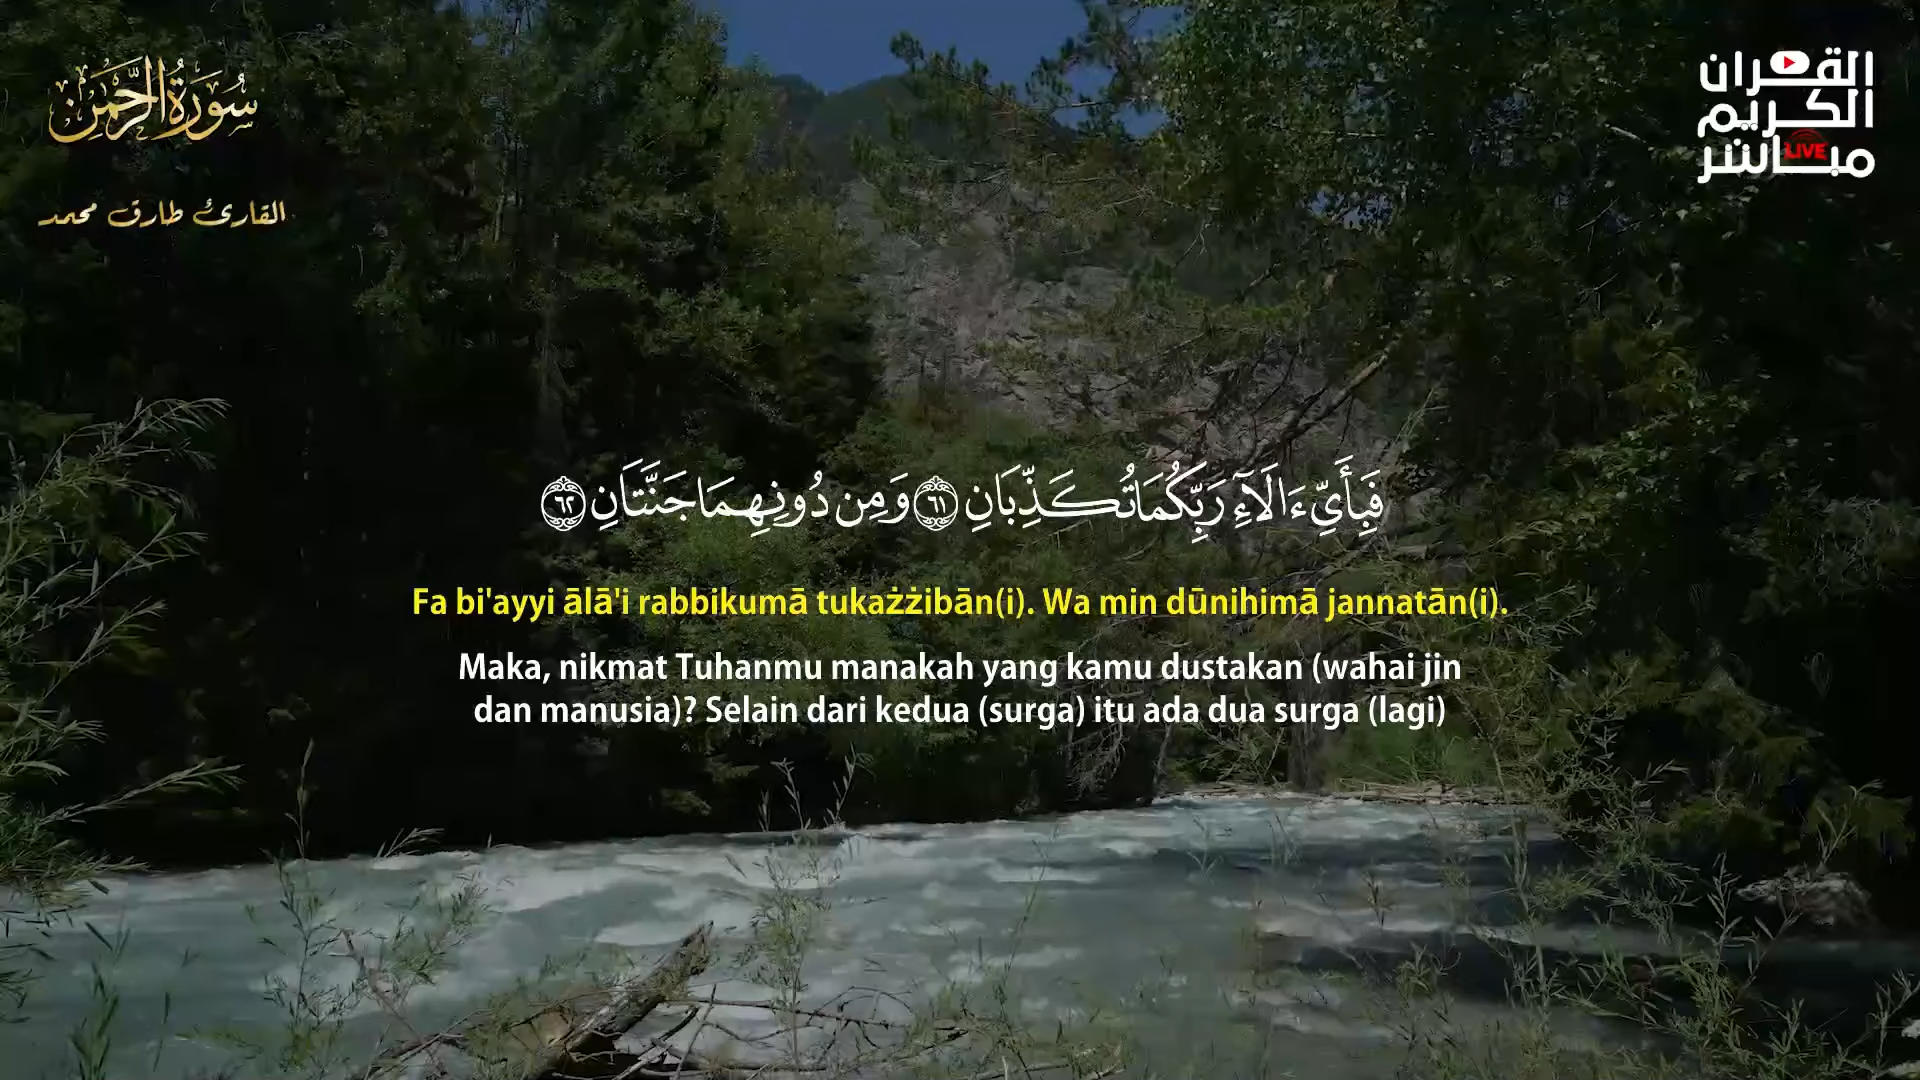 سُورَةُ الرَّحْمَٰن
القارئ طارق محمد
القرآن
الكريم
مباشر
LIVE
فَبِأَيِّ ءَالَآءِ رَبِّكُمَا تُكَذِّبَانِ ٦١ وَمِن دُونِهِمَا جَنَّتَانِ ٦٢
Fa bi'ayyi ālā'i rabbikumā tukażżibān(i). Wa min dūnihimā jannatān(i).
Maka, nikmat Tuhanmu manakah yang kamu dustakan (wahai jin
dan manusia)? Selain dari kedua (surga) itu ada dua surga (lagi)